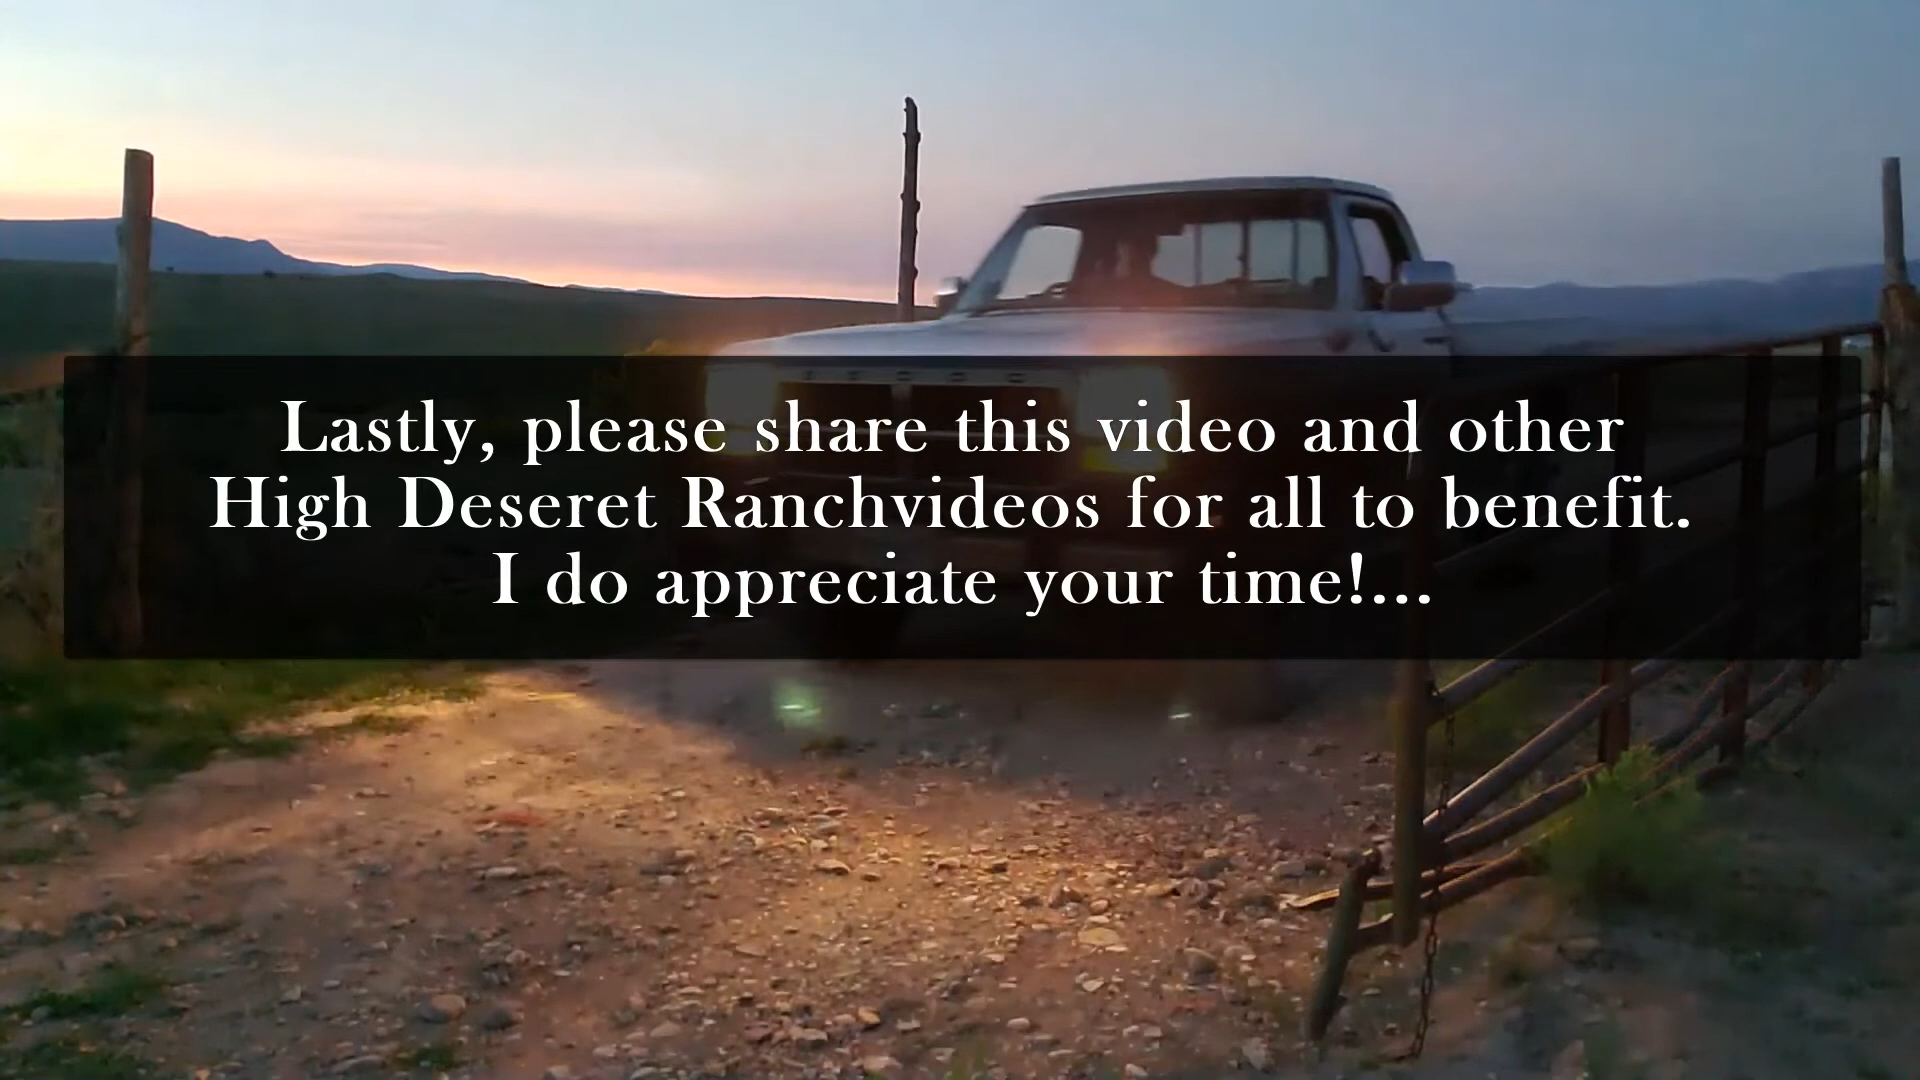 Lastly, please share this video and other
High Deseret Ranchvideos for all to benefit.
I do appreciate your time!...